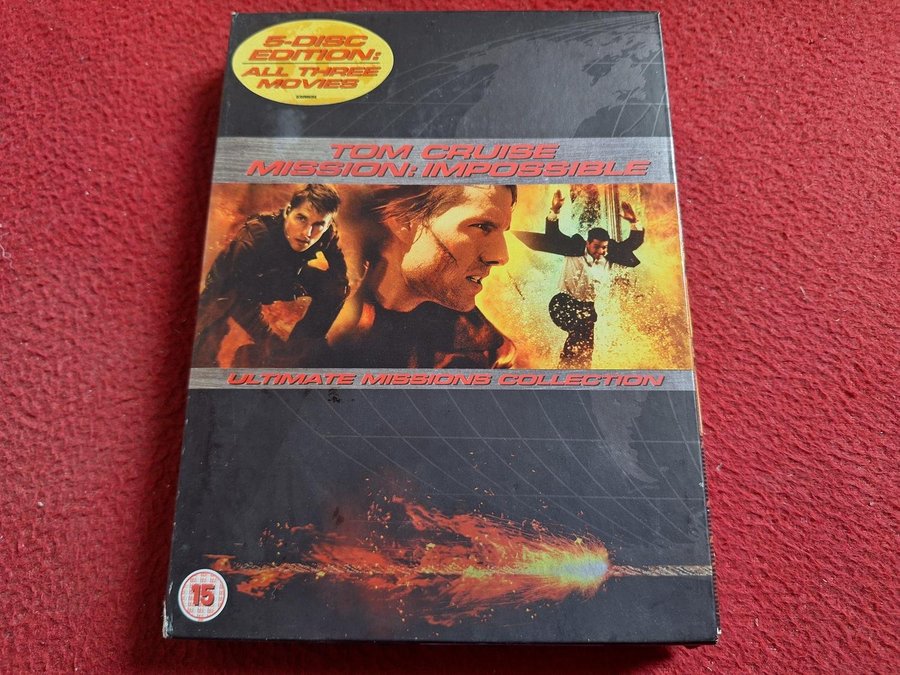 5-DISC
EDITION:
ALL THREE
MOVIES
TOM CRUISE
MISSION: IMPOSSIBLE
ULTIMATE MISSIONS COLLECTION
15